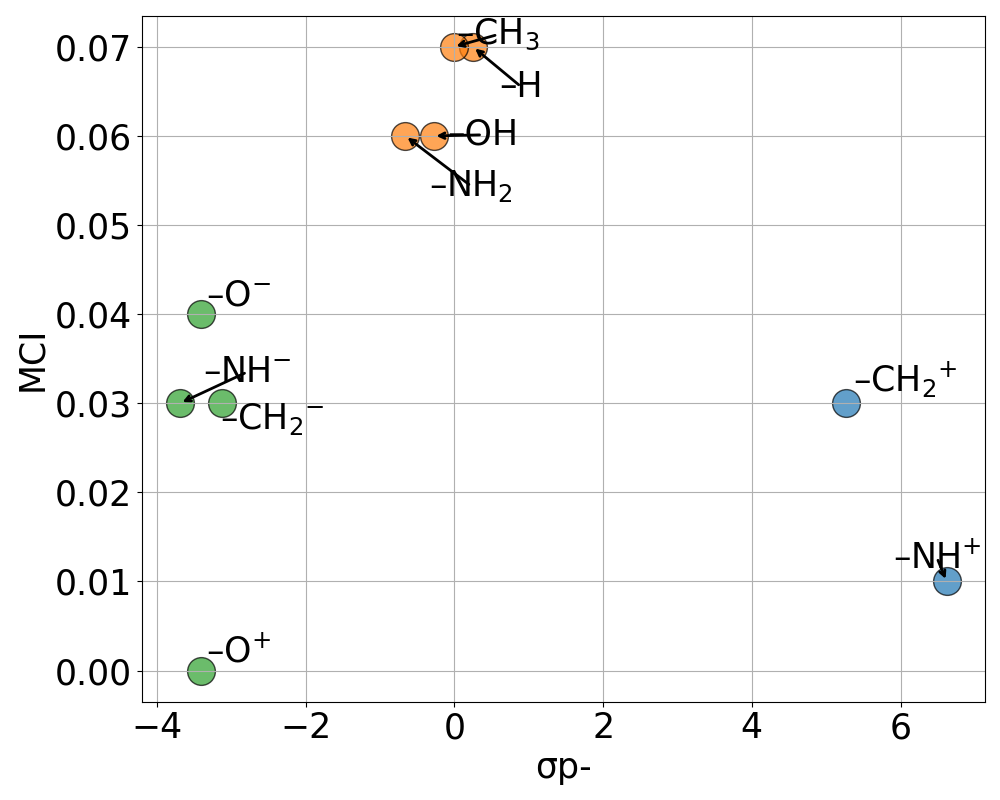 0.07
0.06
0.05
0.04
0.03
0.02
0.01
0.00
MCI
–CH₃
–H
–OH
–NH₂
–O⁻
–NH⁻
–CH₂⁻
–CH₂⁺
–NH⁺
–O⁺
−4 −2 0 2 4 6
σp-